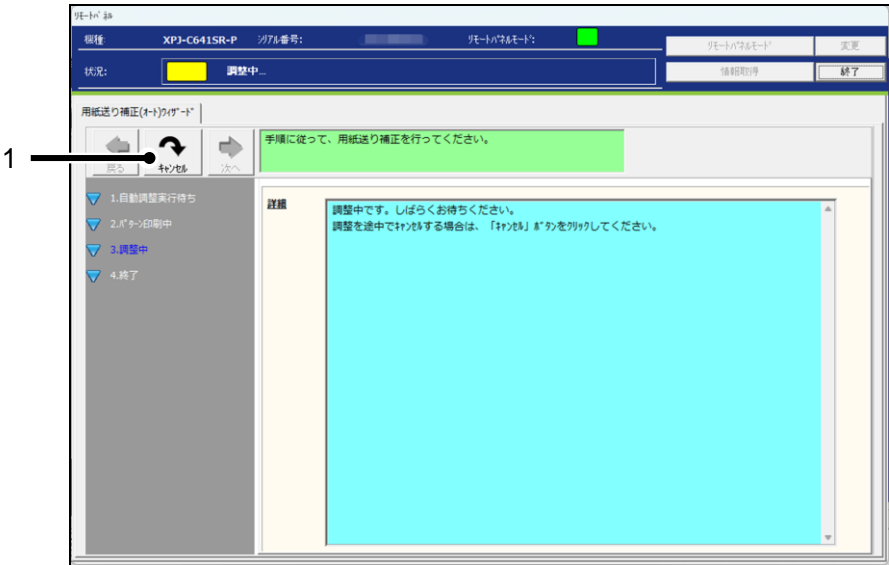 ﾘﾓｰﾄﾊﾟﾈﾙ
機種:
XPJ-C641SR-P
ｼﾘｱﾙ番号:
ﾘﾓｰﾄﾊﾟﾈﾙﾓｰﾄﾞ:
ﾘﾓｰﾄﾊﾟﾈﾙﾓｰﾄﾞ
変更
状況:
調整中...
情報取得
終了
用紙送り補正(ｵｰﾄ)ｳｨｻﾞｰﾄﾞ
1
戻る
ｷｬﾝｾﾙ
次へ
手順に従って、用紙送り補正を行ってください。
1.自動調整実行待ち
2.ﾊﾟﾀｰﾝ印刷中
3.調整中
4.終了
詳細
調整中です。しばらくお待ちください。
調整を途中でｷｬﾝｾﾙする場合は、「ｷｬﾝｾﾙ」ﾎﾞﾀﾝをｸﾘｯｸしてください。